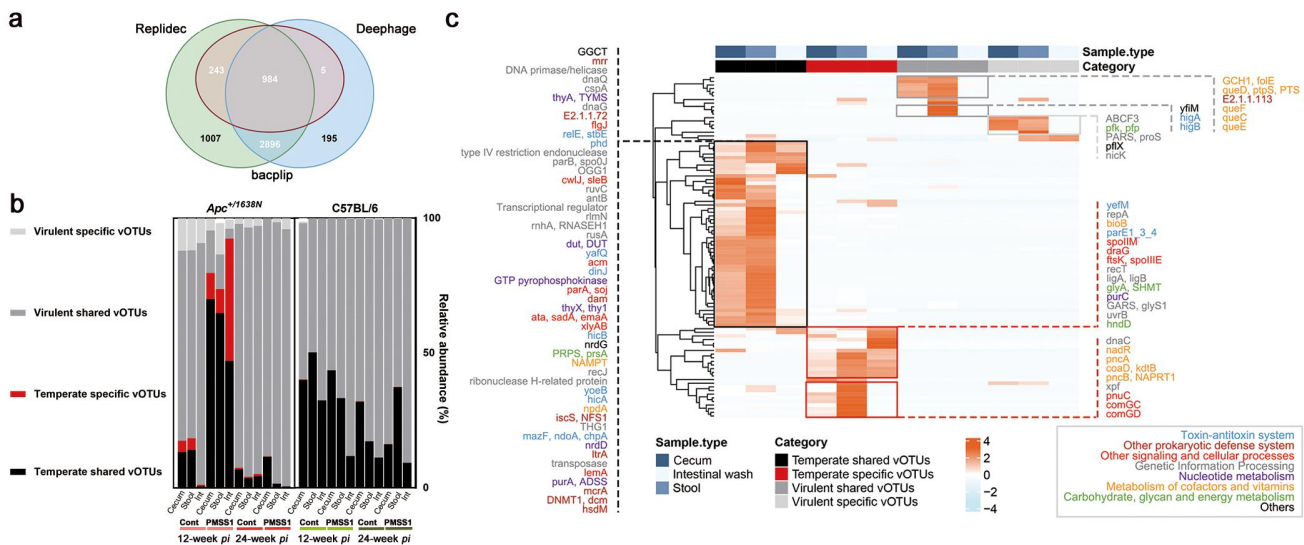 a
Replidec
Deephage
243
984
5
1007
2896
195
bacplip
b
Apc+/1638N
C57BL/6
Virulent specific vOTUs
Virulent shared vOTUs
Temperate specific vOTUs
Temperate shared vOTUs
100
50
0
Relative abundance (%)
Cecum Stool Int Cecum Stool Int Cecum Stool Int Cecum Stool Int Cecum Stool Int Cecum Stool Int Cecum Stool Int Cecum Stool Int
Cont PMSS1 Cont PMSS1 Cont PMSS1 Cont PMSS1
12-week pi 24-week pi 12-week pi 24-week pi
c
GGCT
mrr
DNA primase/helicase
dnaQ
cspA
thyA, TYMS
dnaG
E2.1.1.72
flgJ
relE, stbE
phd
type IV restriction endonuclease
parB, spo0J
OGG1
cwlJ, sleB
ruvC
antB
Transcriptional regulator
rlmN
rnhA, RNASEH1
rusA
dut, DUT
yafQ
acm
dinJ
GTP pyrophosphokinase
parA, soj
dam
thyX, thy1
ata, sadA, emaA
xlyAB
hicB
nrdG
PRPS, prsA
NAMPT
recJ
ribonuclease H-related protein
yoeB
hicA
npdA
iscS, NFS1
THG1
mazF, ndoA, chpA
nrdD
ltrA
transposase
lemA
purA, ADSS
mcrA
DNMT1, dcm
hsdM
Sample.type
Category
GCH1, folE
queD, ptpS, PTS
E2.1.1.113
queF
queC
queE
yfiM
higA
higB
ABCF3
pfk, pfp
PARS, proS
pflX
nicK
yefM
repA
bioB
parE1_3_4
spoIIM
draG
ftsK, spoIIIE
recT
ligA, ligB
glyA, SHMT
purC
GARS, glyS1
uvrB
hndD
dnaC
nadR
pncA
coaD, kdtB
pncB, NAPRT1
xpf
pnuC
comGC
comGD
Sample.type
Cecum
Intestinal wash
Stool
Category
Temperate shared vOTUs
Temperate specific vOTUs
Virulent shared vOTUs
Virulent specific vOTUs
4
2
0
−2
−4
Toxin-antitoxin system
Other prokaryotic defense system
Other signaling and cellular processes
Genetic Information Processing
Nucleotide metabolism
Metabolism of cofactors and vitamins
Carbohydrate, glycan and energy metabolism
Others